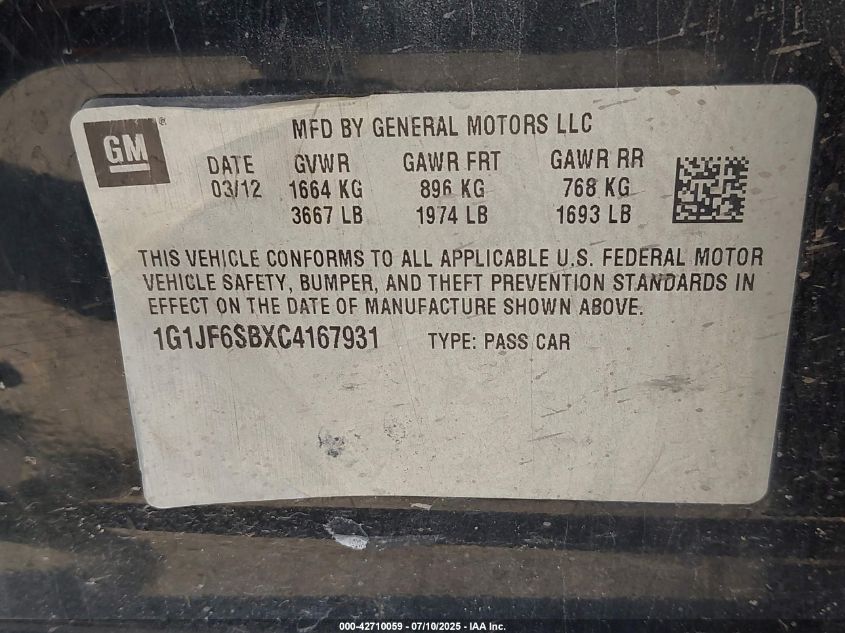 GM ®
MFD BY GENERAL MOTORS LLC
DATE GVWR GAWR FRT GAWR RR
03/12 1664 KG 896 KG 768 KG
3667 LB 1974 LB 1693 LB
THIS VEHICLE CONFORMS TO ALL APPLICABLE U.S. FEDERAL MOTOR
VEHICLE SAFETY, BUMPER, AND THEFT PREVENTION STANDARDS IN
EFFECT ON THE DATE OF MANUFACTURE SHOWN ABOVE.
1G1JF6SBXC4167931 TYPE: PASS CAR
000-42710059 - 07/10/2025 - IAA Inc.